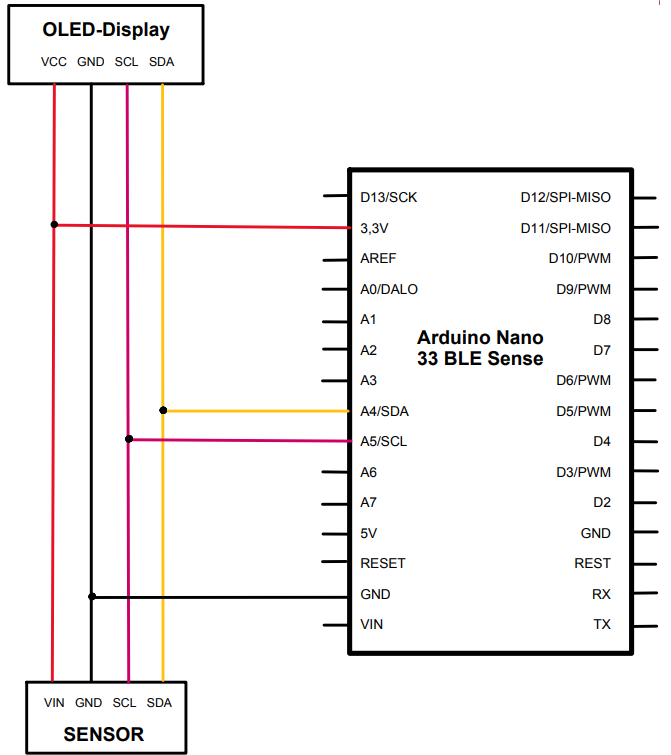 OLED-Display
VCC GND SCL SDA
D13/SCK D12/SPI-MISO
3,3V D11/SPI-MISO
AREF D10/PWM
A0/DALO D9/PWM
A1 D8
Arduino Nano
33 BLE Sense
A2 D7
A3 D6/PWM
A4/SDA D5/PWM
A5/SCL D4
A6 D3/PWM
A7 D2
5V GND
RESET REST
GND RX
VIN TX
VIN GND SCL SDA
SENSOR